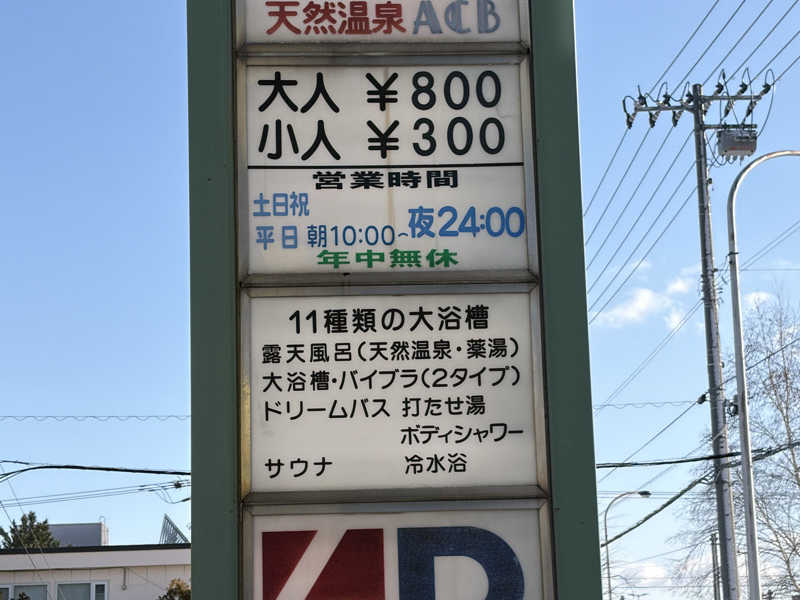 天然温泉 ACB
大人 ¥800
小人 ¥300
営業時間
土日祝
平日 朝10:00~夜24:00
年中無休
11種類の大浴槽
露天風呂(天然温泉・薬湯)
大浴槽・バイブラ(2タイプ)
ドリームバス 打たせ湯
ボディシャワー
サウナ 冷水浴